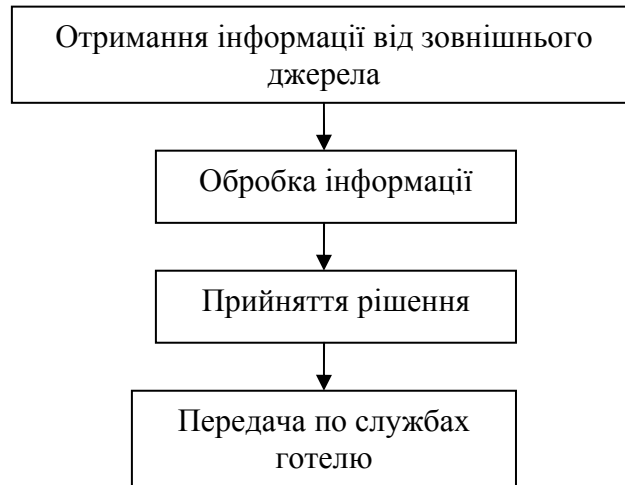 Отримання інформації від зовнішнього
джерела
Обробка інформації
Прийняття рішення
Передача по службах
готелю